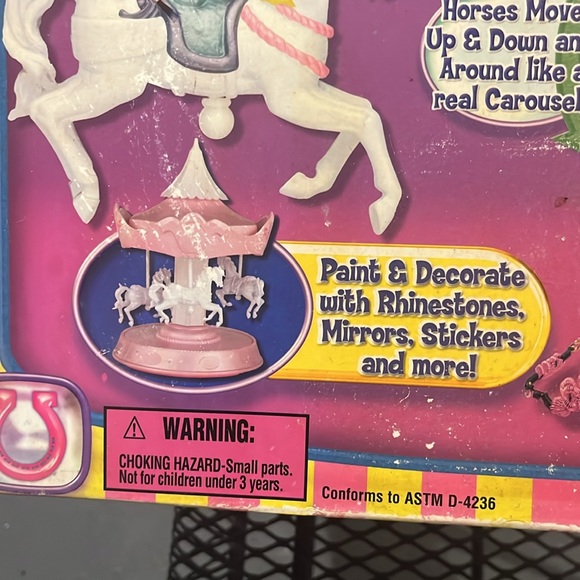 Horses Move
Up & Down an
Around like a
real Carousel
Paint & Decorate
with Rhinestones,
Mirrors, Stickers
and more!
WARNING:
CHOKING HAZARD-Small parts.
Not for children under 3 years.
Conforms to ASTM D-4236